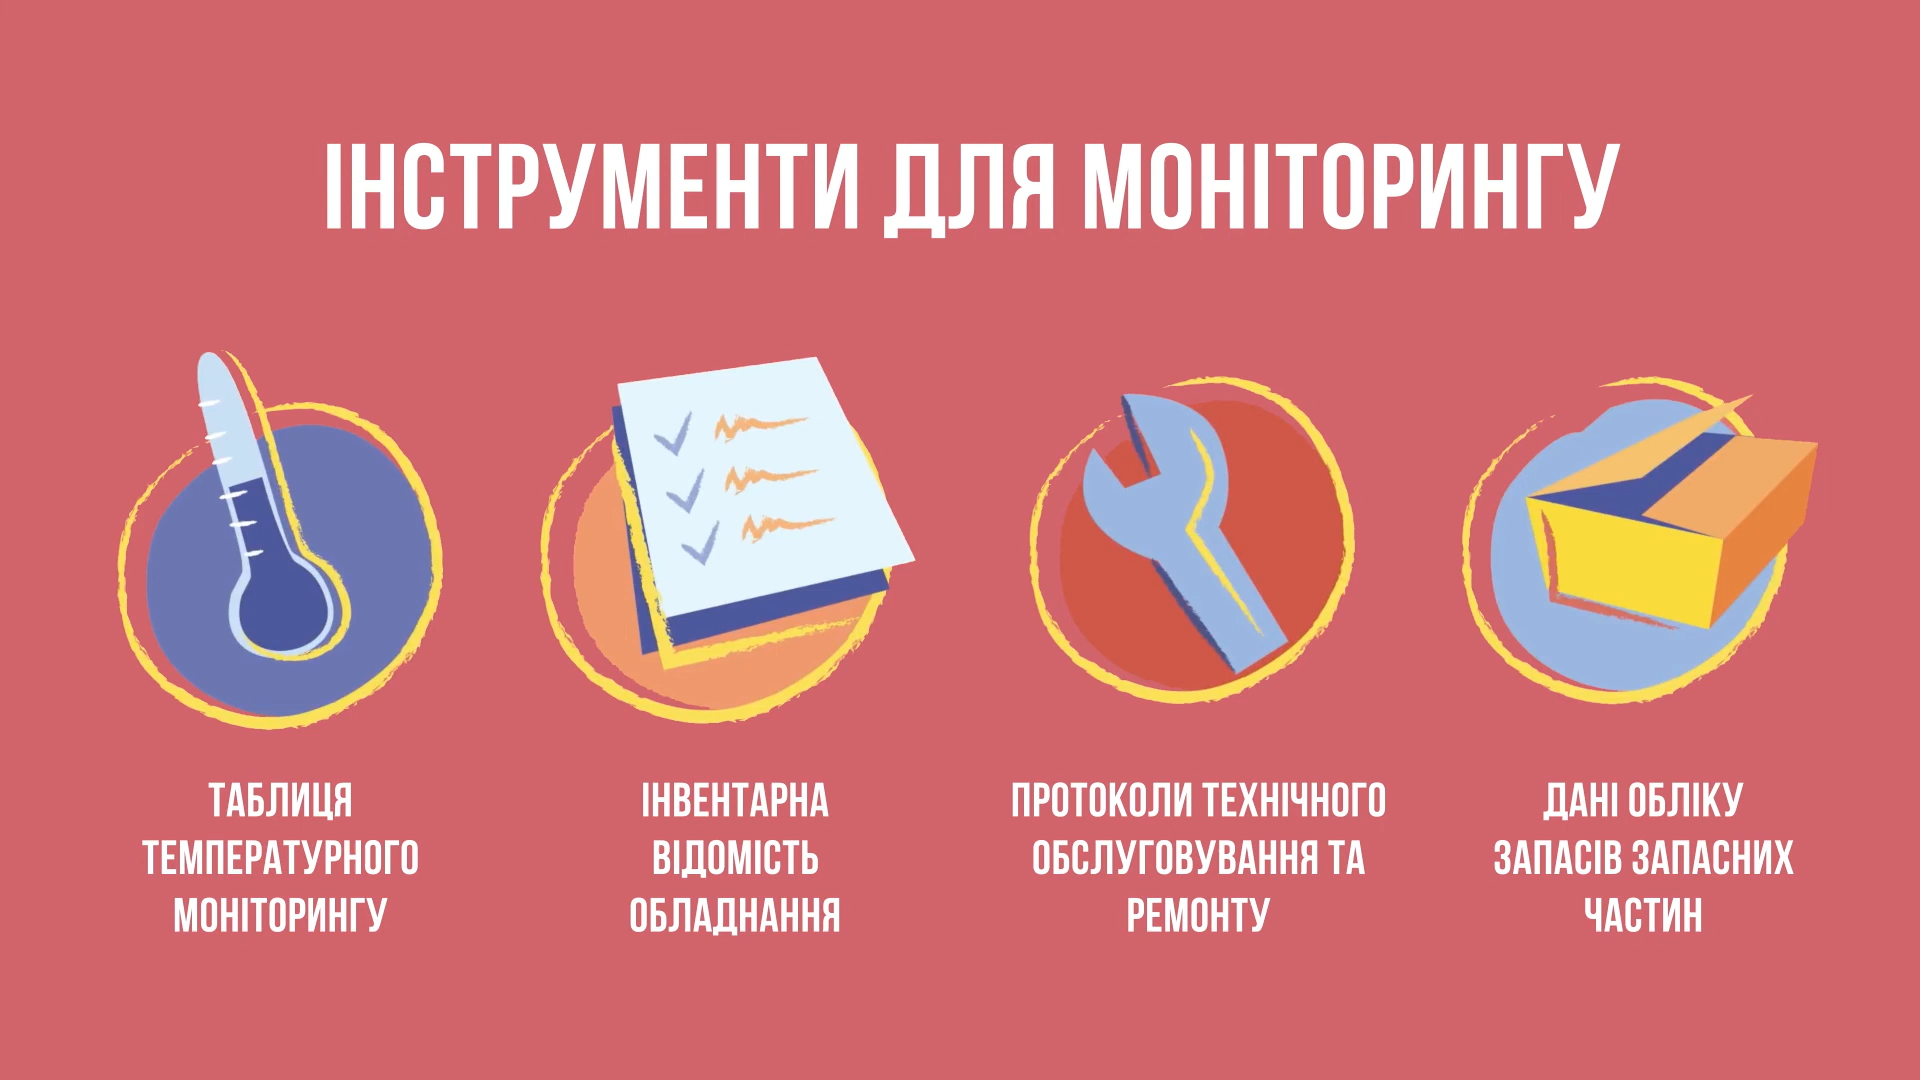 ІНСТРУМЕНТИ ДЛЯ МОНІТОРИНГУ
ТАБЛИЦЯ
ТЕМПЕРАТУРНОГО
МОНІТОРИНГУ
ІНВЕНТАРНА
ВІДОМІСТЬ
ОБЛАДНАННЯ
ПРОТОКОЛИ ТЕХНІЧНОГО
ОБСЛУГОВУВАННЯ ТА
РЕМОНТУ
ДАНІ ОБЛІКУ
ЗАПАСІВ ЗАПАСНИХ
ЧАСТИН